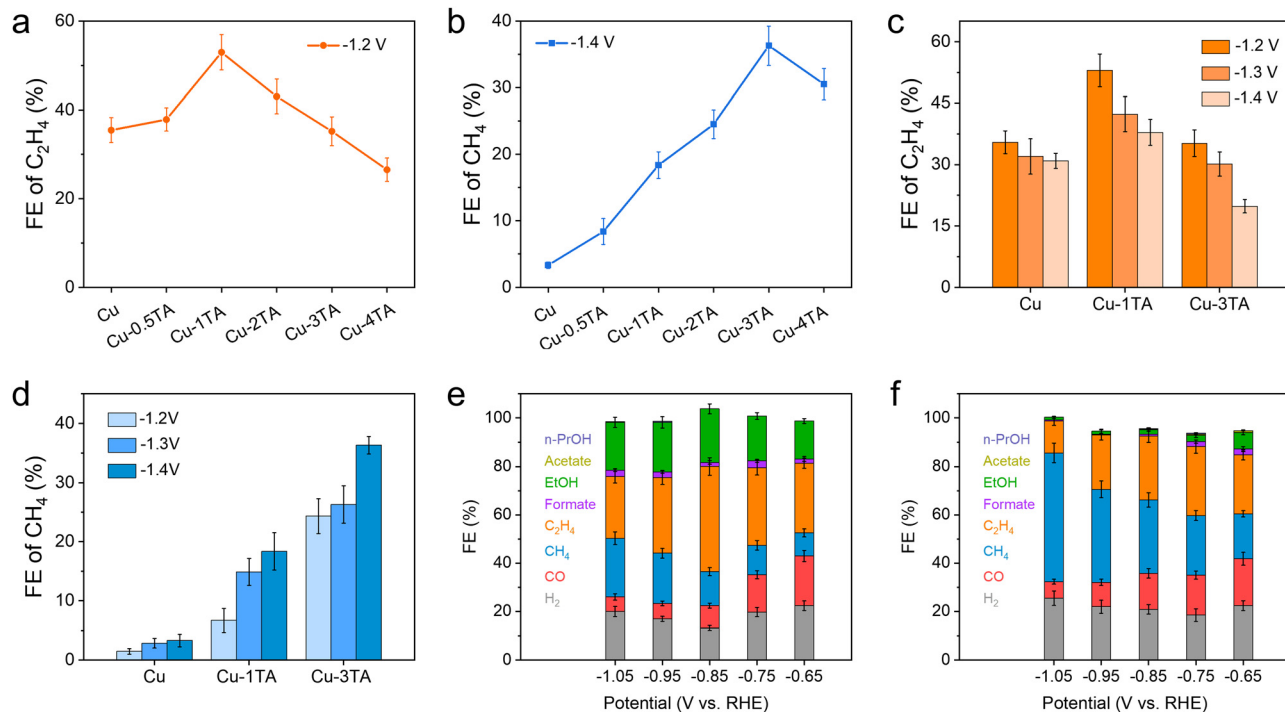 a
60
40
20
0
FE of C2H4 (%)
-1.2 V
Cu
Cu-0.5TA
Cu-1TA
Cu-2TA
Cu-3TA
Cu-4TA
b
40
30
20
10
0
FE of CH4 (%)
-1.4 V
Cu
Cu-0.5TA
Cu-1TA
Cu-2TA
Cu-3TA
Cu-4TA
c
60
45
30
15
0
FE of C2H4 (%)
-1.2 V
-1.3 V
-1.4 V
Cu
Cu-1TA
Cu-3TA
d
40
30
20
10
0
FE of CH4 (%)
-1.2V
-1.3V
-1.4V
Cu
Cu-1TA
Cu-3TA
e
100
80
60
40
20
0
FE (%)
n-PrOH
Acetate
EtOH
Formate
C2H4
CH4
CO
H2
-1.05
-0.95
-0.85
-0.75
-0.65
Potential (V vs. RHE)
f
100
80
60
40
20
0
FE (%)
n-PrOH
Acetate
EtOH
Formate
C2H4
CH4
CO
H2
-1.05
-0.95
-0.85
-0.75
-0.65
Potential (V vs. RHE)